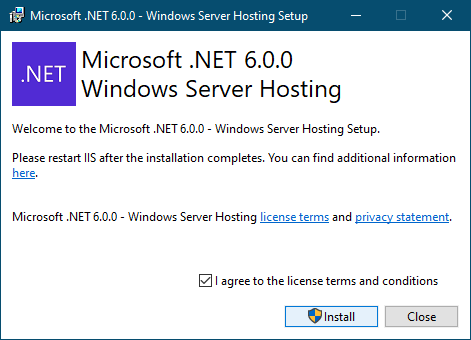 Microsoft .NET 6.0.0 - Windows Server Hosting Setup
.NET
Microsoft .NET 6.0.0
Windows Server Hosting
Welcome to the Microsoft .NET 6.0.0 - Windows Server Hosting Setup.
Please restart IIS after the installation completes. You can find additional information
here.
Microsoft .NET 6.0.0 - Windows Server Hosting license terms and privacy statement.
I agree to the license terms and conditions
Install
Close